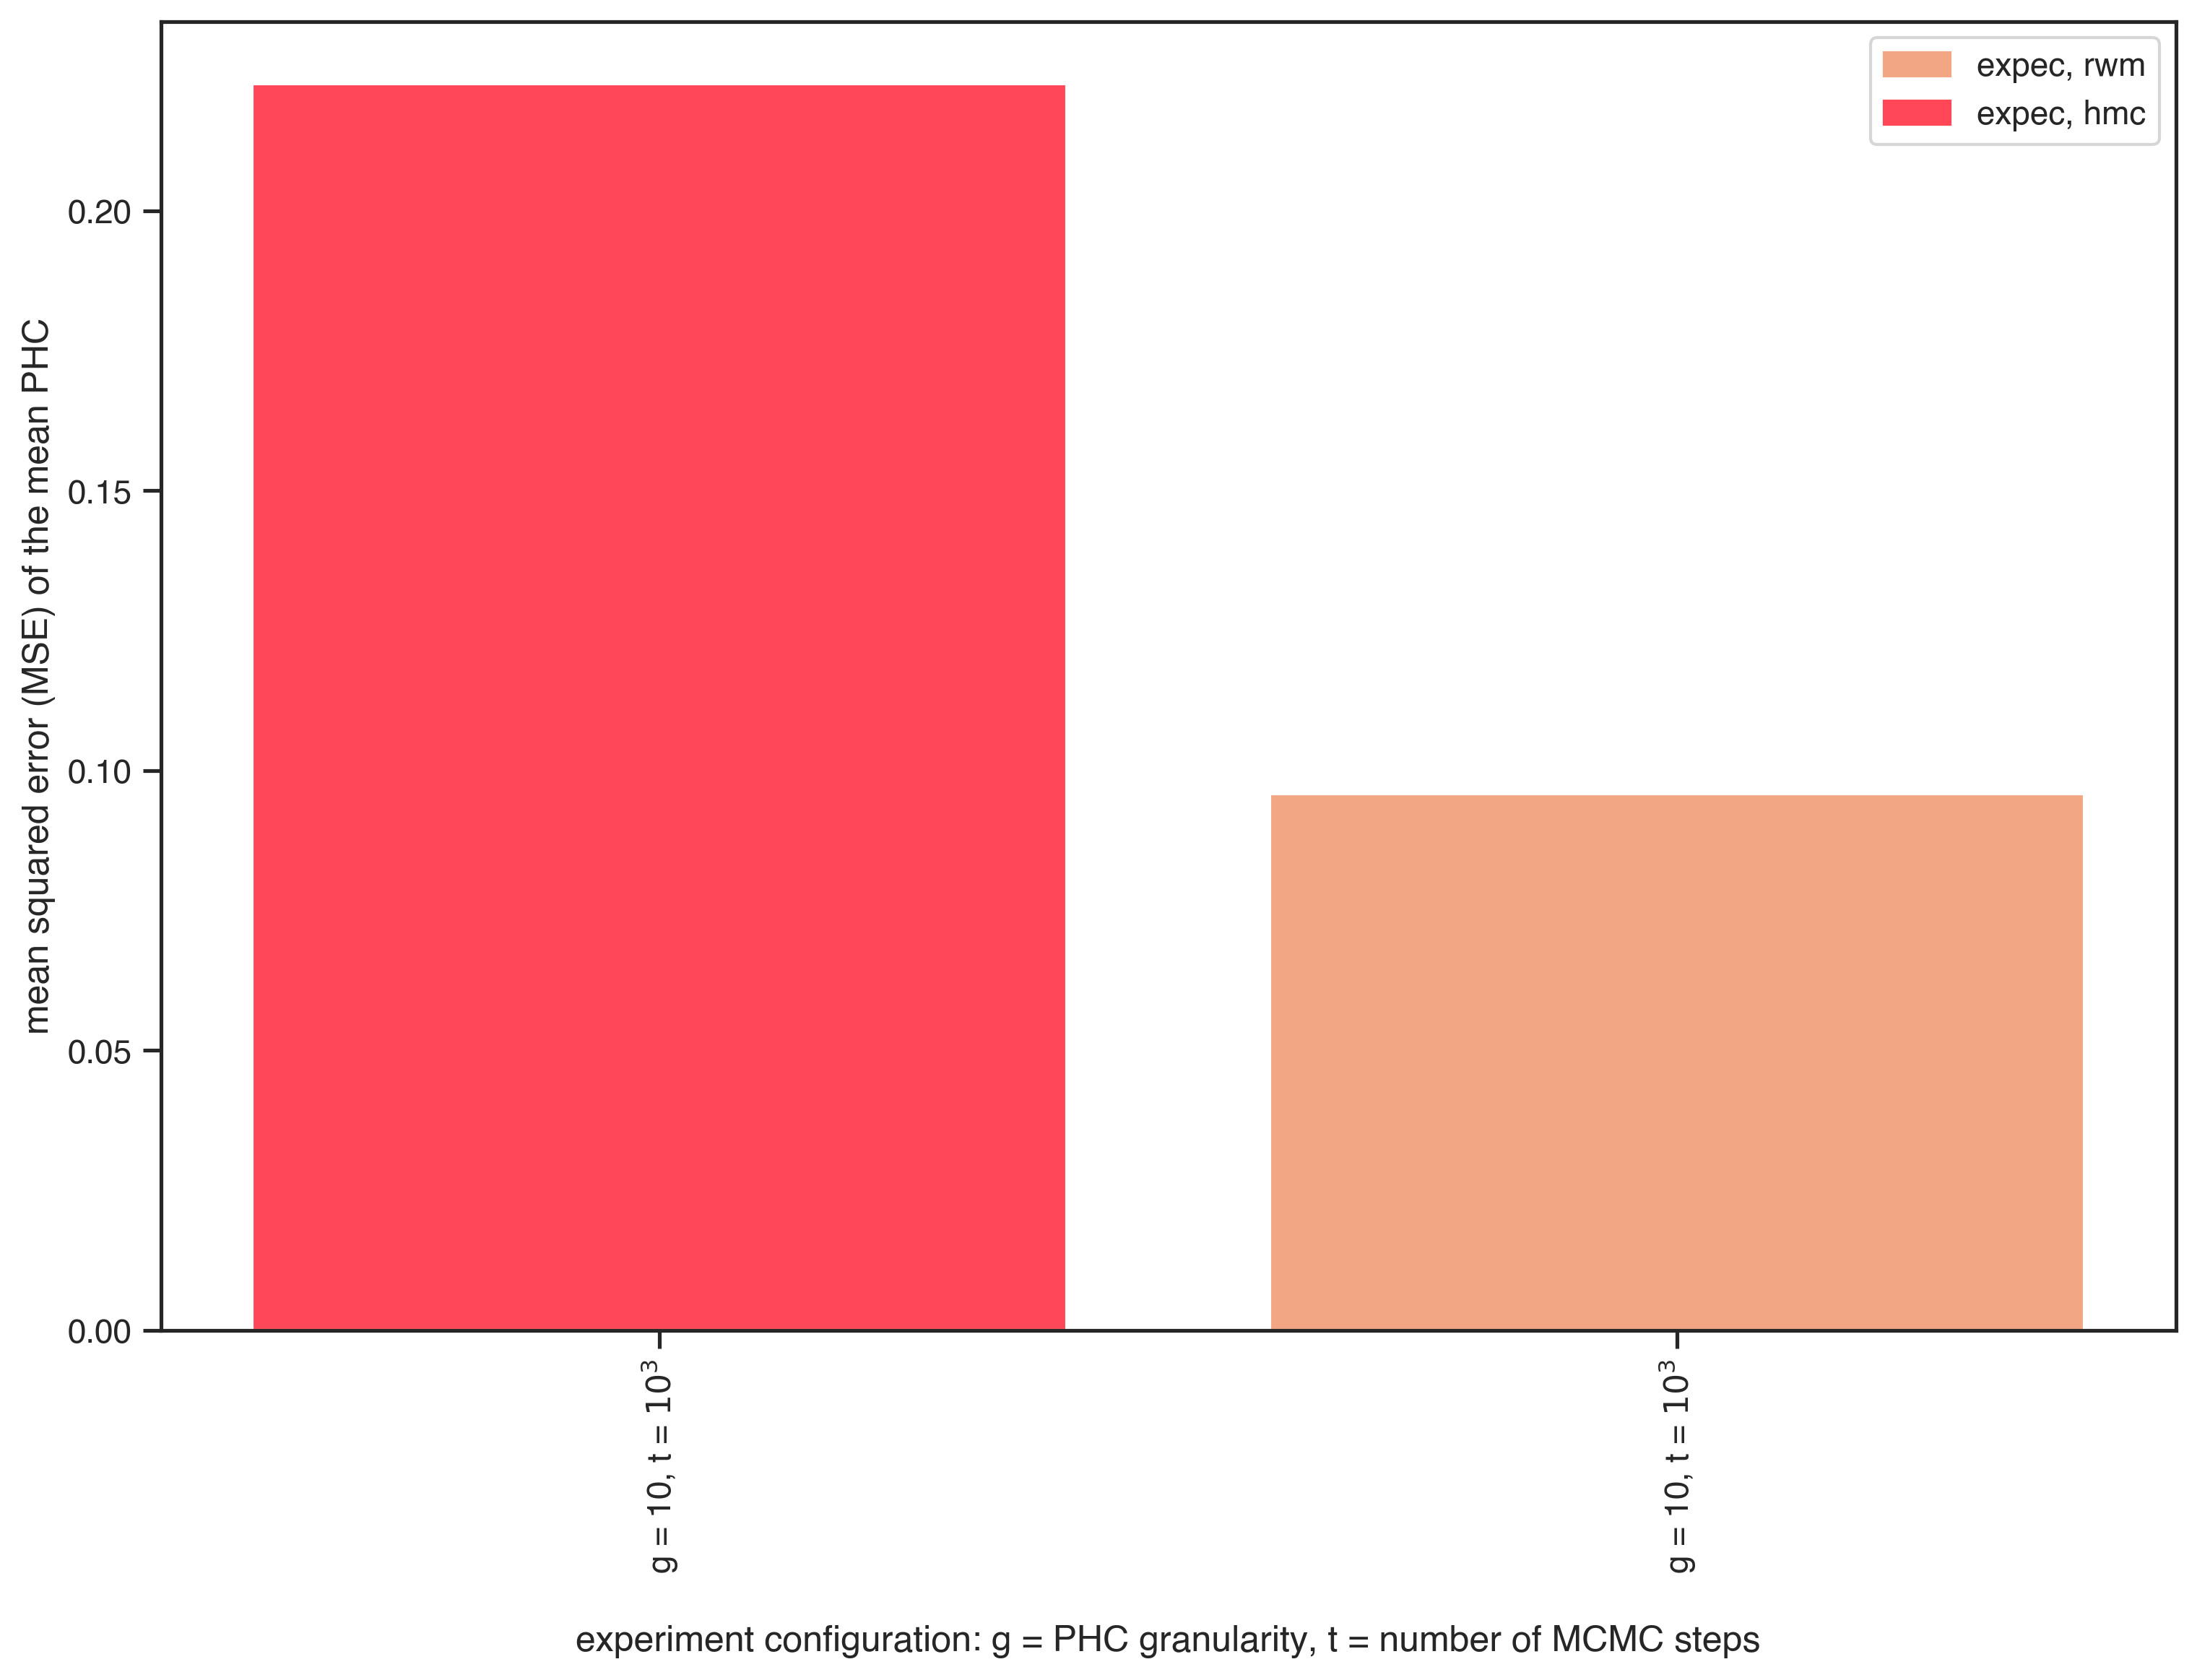 expec, rwm
expec, hmc
mean squared error (MSE) of the mean PHC
0.20
0.15
0.10
0.05
0.00
g = 10, t = 10³
g = 10, t = 10³
experiment configuration: g = PHC granularity, t = number of MCMC steps